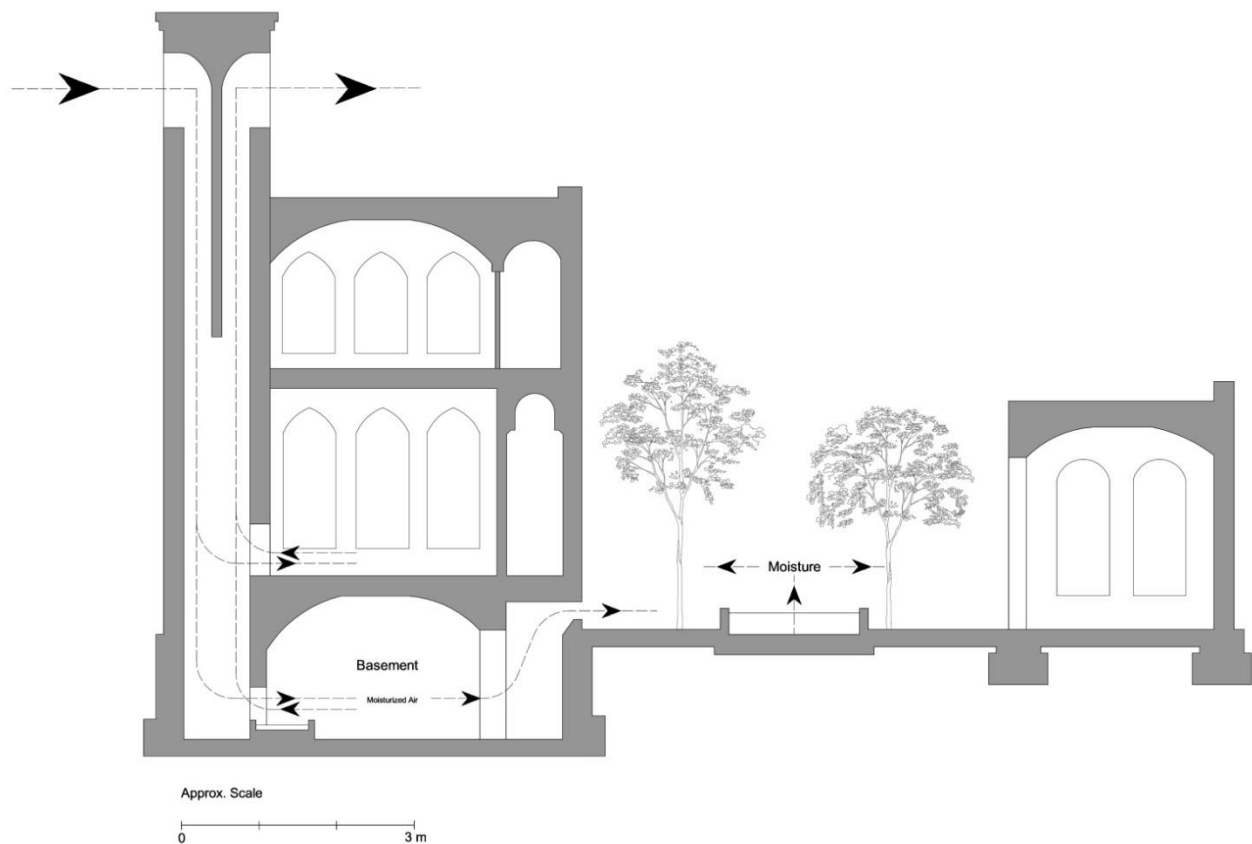 Moisture
Basement
Moisturized Air
Approx. Scale
0
3 m